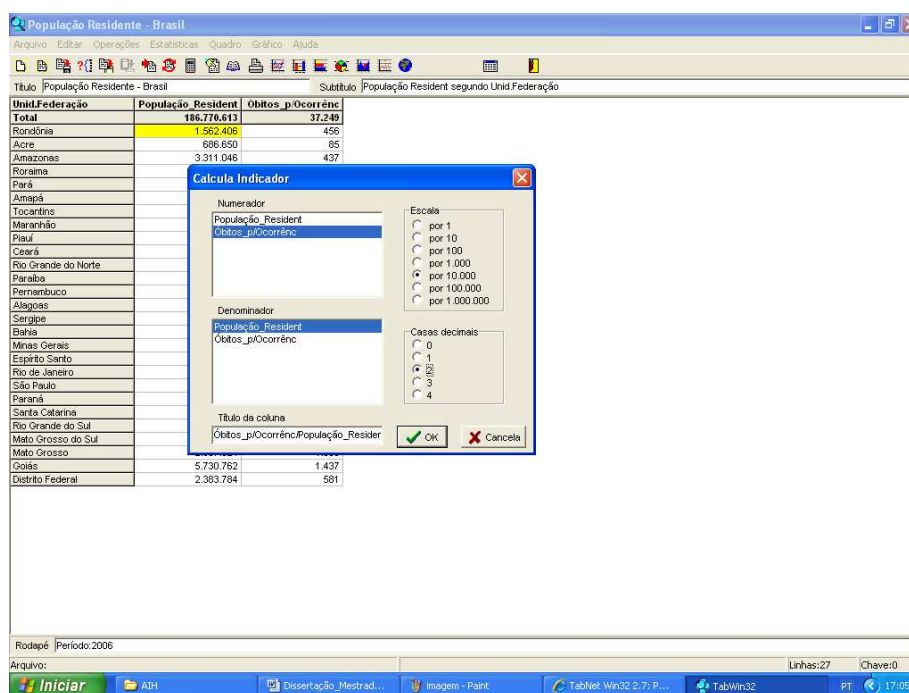 População Residente - Brasil
Arquivo Editar Operações Estatísticas Quadro Gráfico Ajuda
Título População Residente - Brasil Subtítulo População Resident segundo Unid.Federação
Unid.Federação População_Resident Óbitos_p/Ocorrênc
Total 186.770.613 37.249
Rondônia 1.562.406 456
Acre 686.650 85
Amazonas 3.311.046 437
Roraima
Pará
Amapá
Tocantins
Maranhão
Piauí
Ceará
Rio Grande do Norte
Paraíba
Pernambuco
Alagoas
Sergipe
Bahia
Minas Gerais
Espírito Santo
Rio de Janeiro
São Paulo
Paraná
Santa Catarina
Rio Grande do Sul
Mato Grosso do Sul
Mato Grosso
Goiás 5.730.762 1.437
Distrito Federal 2.383.784 581
Calcula Indicador
Numerador
População_Resident
Óbitos_p/Ocorrênc
Denominador
População_Resident
Óbitos_p/Ocorrênc
Título da coluna
Óbitos_p/Ocorrênc/População_Resider
Escala
por 1
por 10
por 100
por 1.000
por 10.000
por 100.000
por 1.000.000
Casas decimais
0
1
2
3
4
OK Cancela
Rodapé Período:2006
Arquivo: Linhas:27 Chave:0
Iniciar AIH Dissertação_Mestrad... imagem - Paint TabNet Win32 2.7: P... TabWin32 PT 17:05